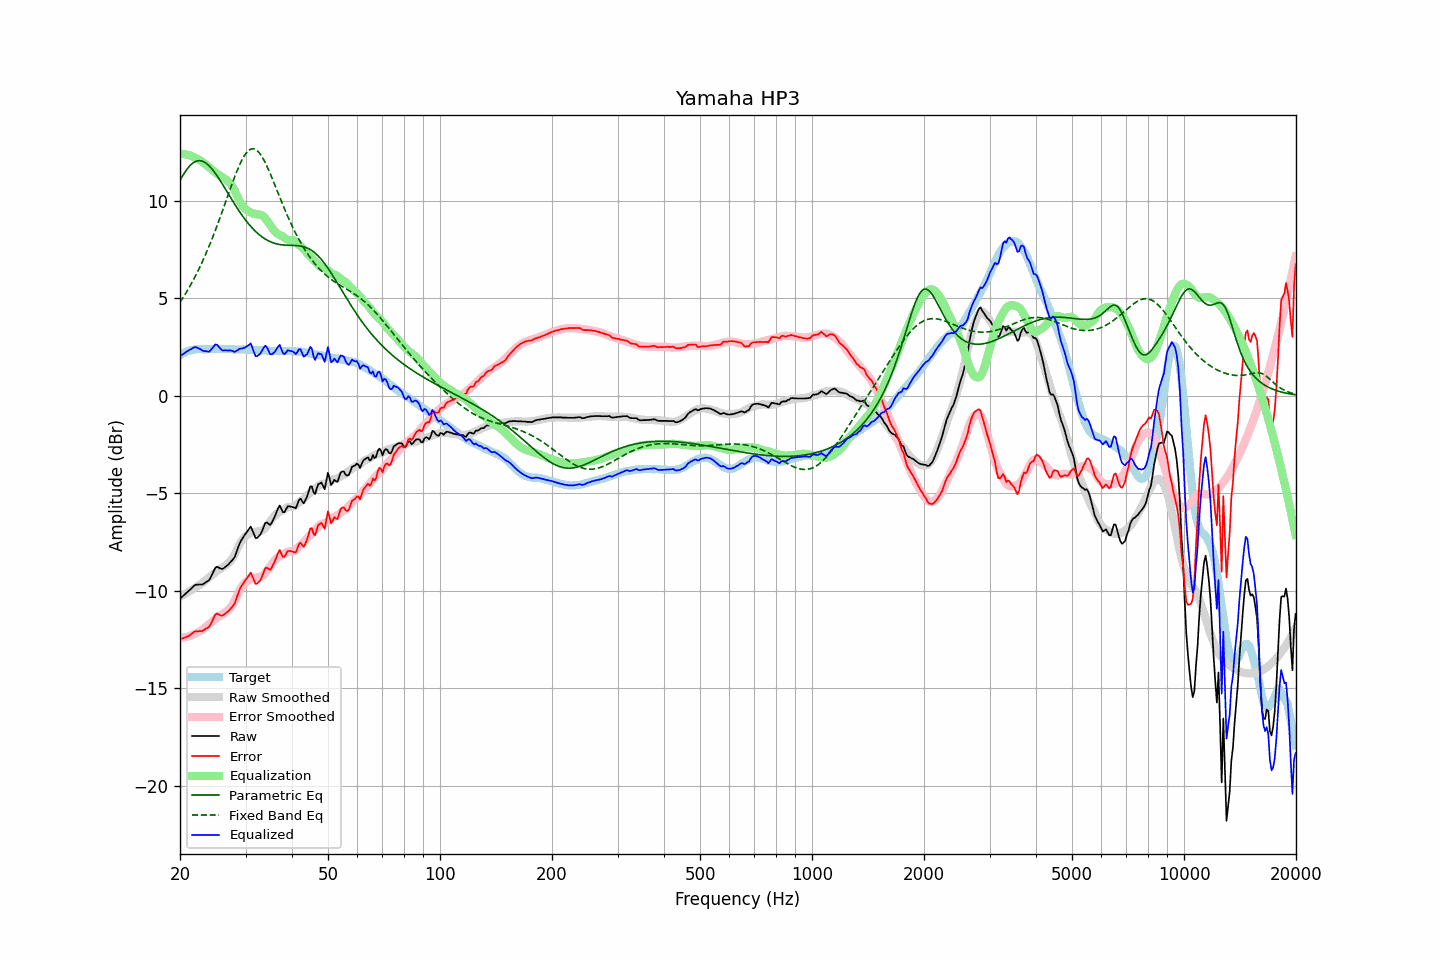 Yamaha HP3
Amplitude (dBr)
10
5
0
−5
−10
−15
−20
Target
Raw Smoothed
Error Smoothed
Raw
Error
Equalization
Parametric Eq
Fixed Band Eq
Equalized
20 50 100 200 500 1000 2000 5000 10000 20000
Frequency (Hz)